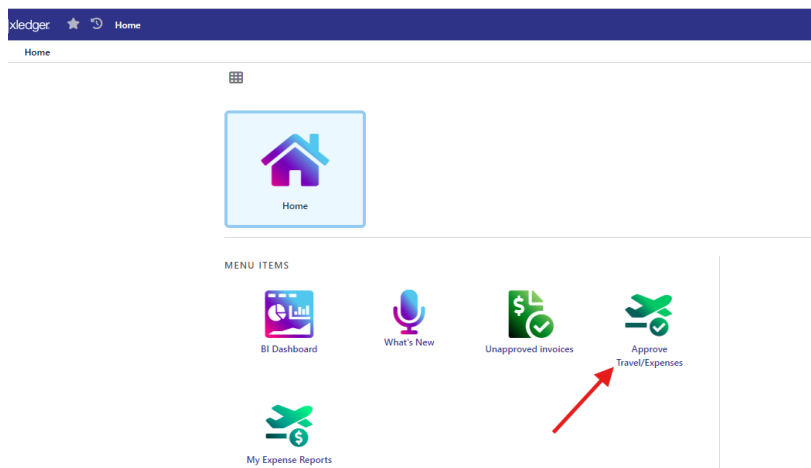 xledger Home
Home
Home
MENU ITEMS
BI Dashboard
What's New
Unapproved invoices
Approve
Travel/Expenses
My Expense Reports